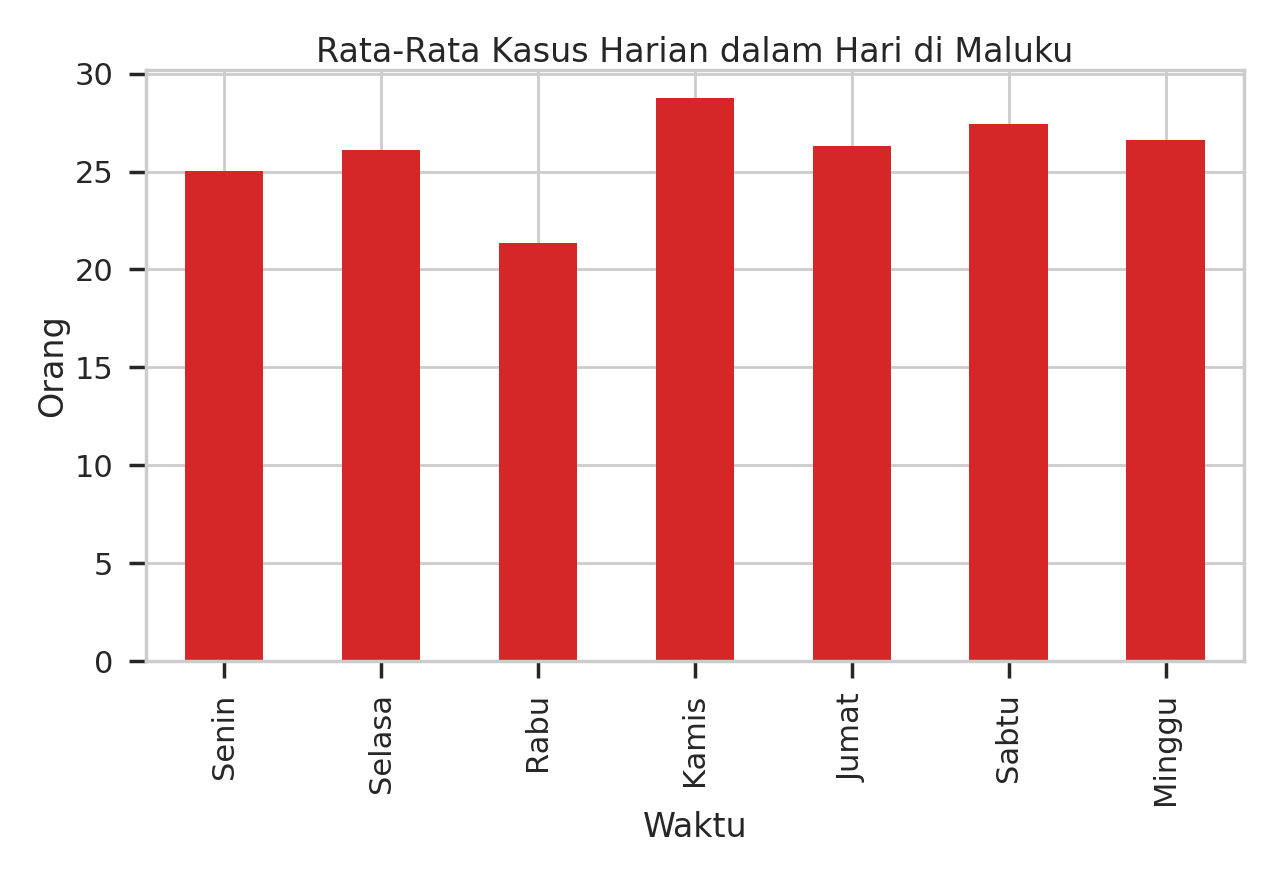 Rata-Rata Kasus Harian dalam Hari di Maluku
30
25
20
15
10
5
0
Orang
Senin
Selasa
Rabu
Kamis
Jumat
Sabtu
Minggu
Waktu